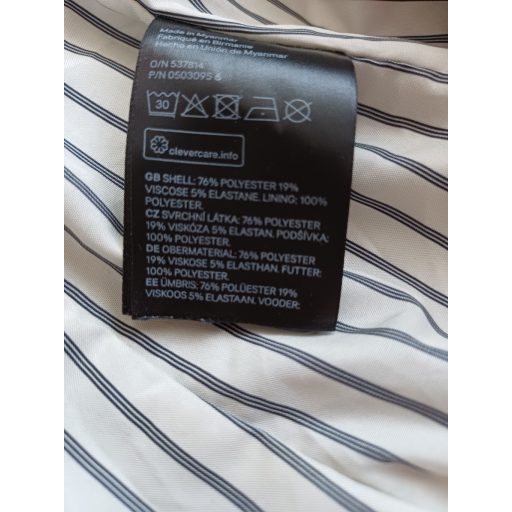 Made in Myanmar
Fabriqué en Birmanie
Hecho en Unión de Myanmar
O/N 537814
P/N 0503095 6
30
clevercare.info
GB SHELL: 76% POLYESTER 19%
VISCOSE 5% ELASTANE. LINING: 100%
POLYESTER.
CZ SVRCHNÍ LÁTKA: 76% POLYESTER
19% VISKÓZA 5% ELASTAN. PODŠÍVKA:
100% POLYESTER.
DE OBERMATERIAL: 76% POLYESTER
19% VISKOSE 5% ELASTHAN. FUTTER:
100% POLYESTER.
EE ÜMBRIS: 76% POLÜESTER 19%
VISKOOS 5% ELASTAAN. VOODER: